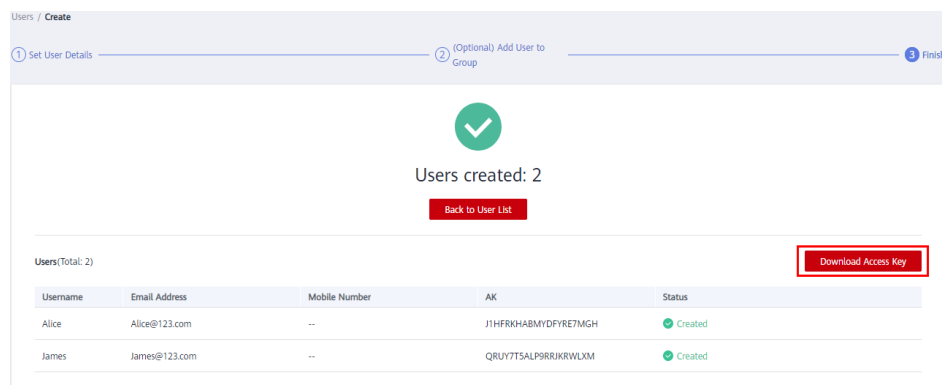 Users / Create
1 Set User Details
2 (Optional) Add User to
Group
3 Finis
Users created: 2
Back to User List
Users(Total: 2)
Download Access Key
Username Email Address Mobile Number AK Status
Alice Alice@123.com -- J1HFRKHABMYDFYRE7MGH Created
James James@123.com -- QRUY7T5ALP9RRJKRWLXM Created